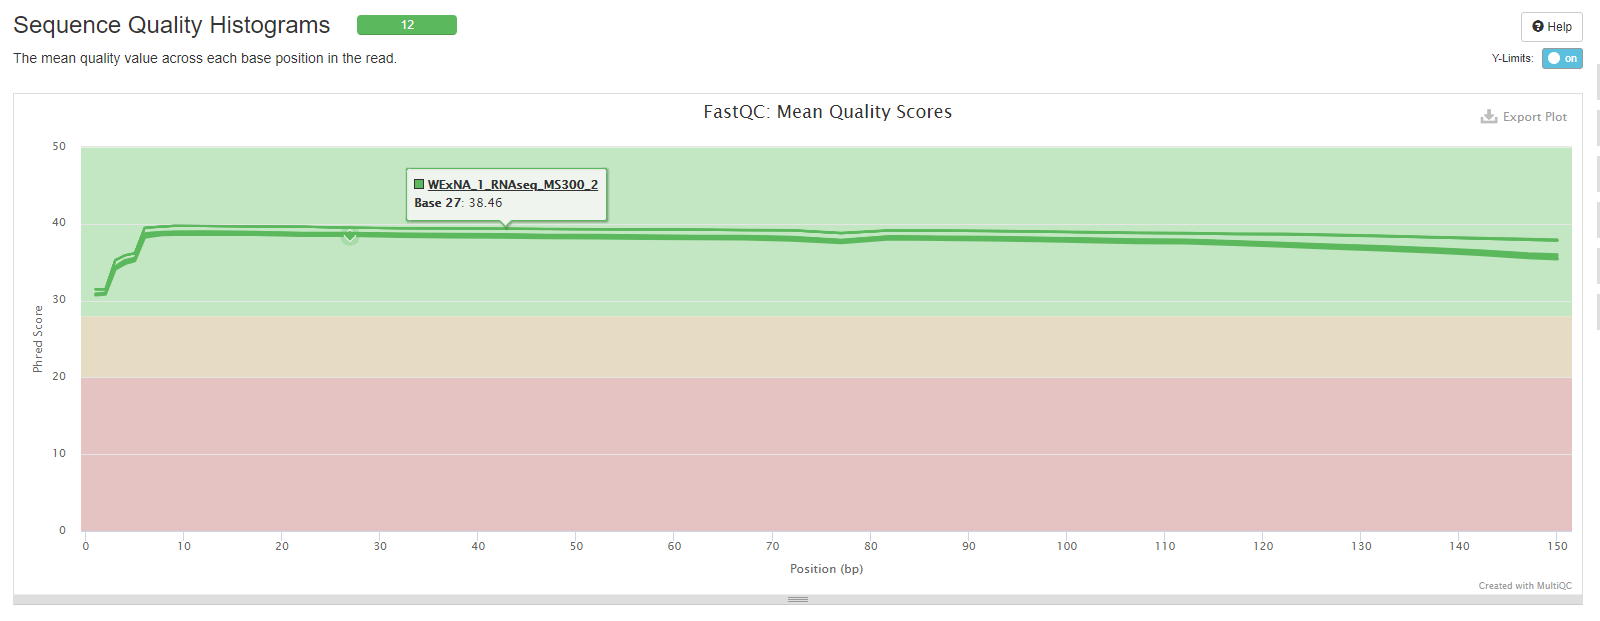 Sequence Quality Histograms
12
Help
The mean quality value across each base position in the read.
Y-Limits: on
FastQC: Mean Quality Scores
Export Plot
50
40
30
20
10
0
Phred Score
WExNA_1_RNAseq_MS300_2
Base 27: 38.46
0 10 20 30 40 50 60 70 80 90 100 110 120 130 140 150
Position (bp)
Created with MultiQC